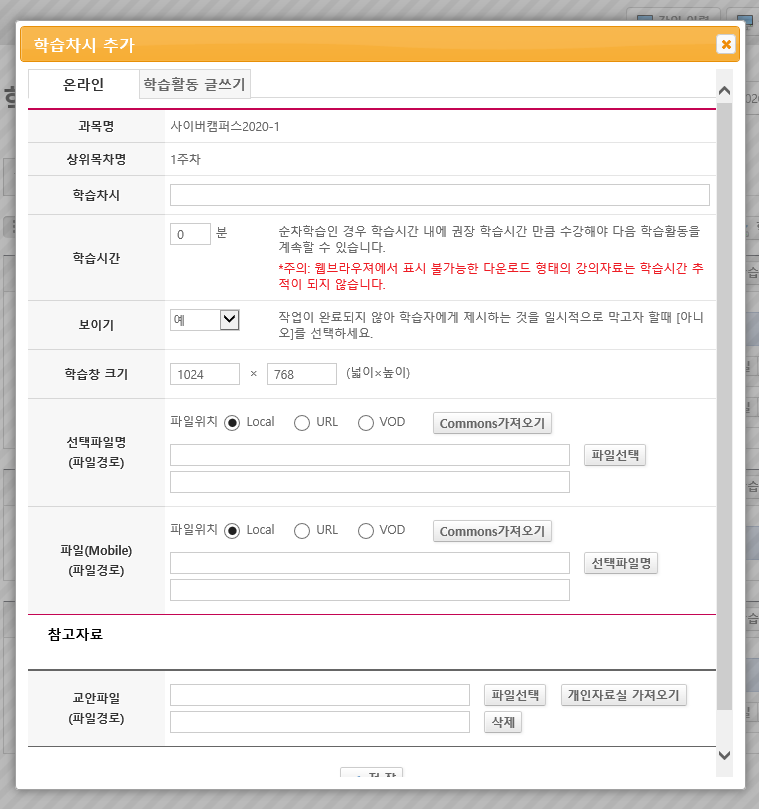 강의 이력
학습차시 추가
온라인 학습활동 글쓰기
과목명 사이버캠퍼스2020-1
상위목차명 1주차
학습차시
학습시간 0 분 순차학습인 경우 학습시간 내에 권장 학습시간 만큼 수강해야 다음 학습활동을
계속할 수 있습니다.
*주의: 웹브라우져에서 표시 불가능한 다운로드 형태의 강의자료는 학습시간 추
적이 되지 않습니다.
보이기 예 작업이 완료되지 않아 학습자에게 제시하는 것을 일시적으로 막고자 할때 [아니
오]를 선택하세요.
학습창 크기 1024 × 768 (넓이×높이)
선택파일명
(파일경로)
파일위치 Local URL VOD Commons가져오기
파일선택
파일(Mobile)
(파일경로)
파일위치 Local URL VOD Commons가져오기
선택파일명
참고자료
교안파일
(파일경로)
파일선택 개인자료실 가져오기
삭제
저 장